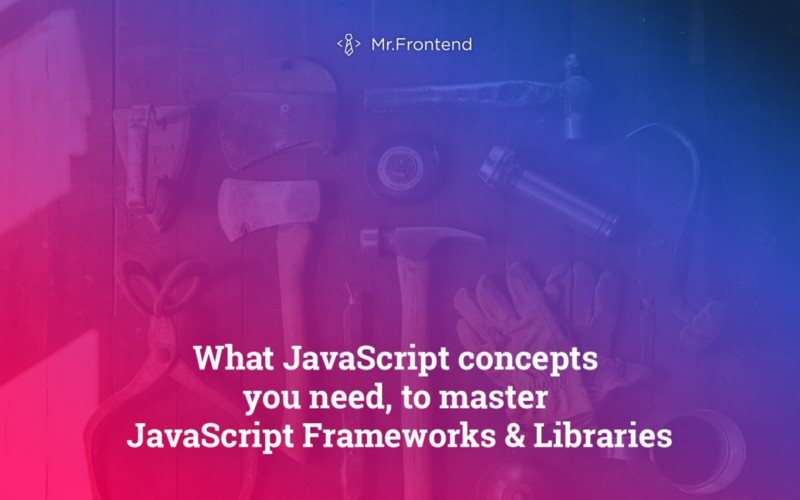 Mr.Frontend
What JavaScript concepts
you need, to master
JavaScript Frameworks & Libraries